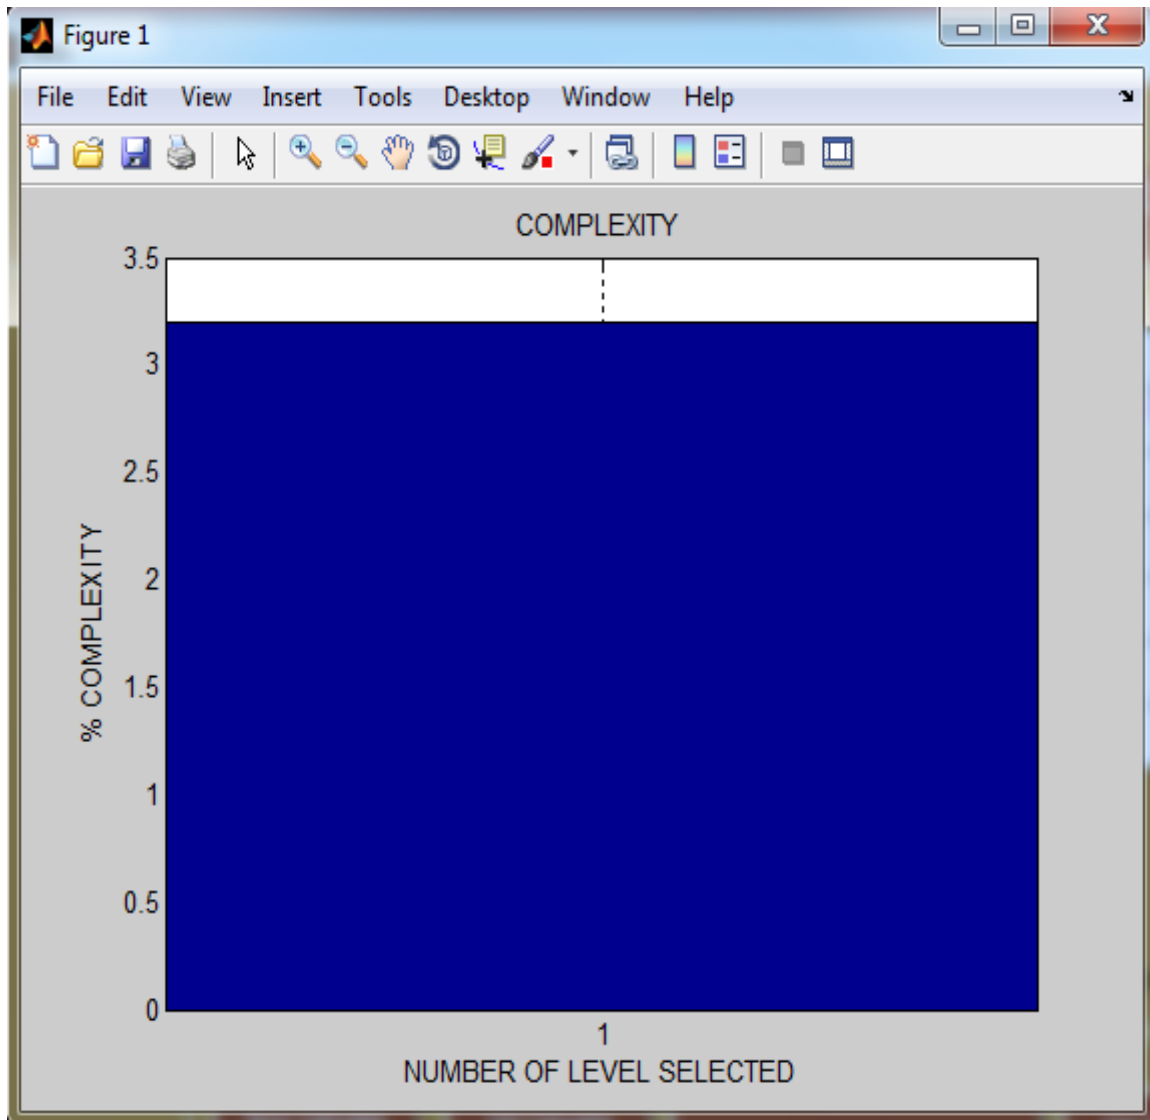 Figure 1
File Edit View Insert Tools Desktop Window Help
COMPLEXITY
3.5
3
2.5
2
1.5
1
0.5
0
% COMPLEXITY
1
NUMBER OF LEVEL SELECTED